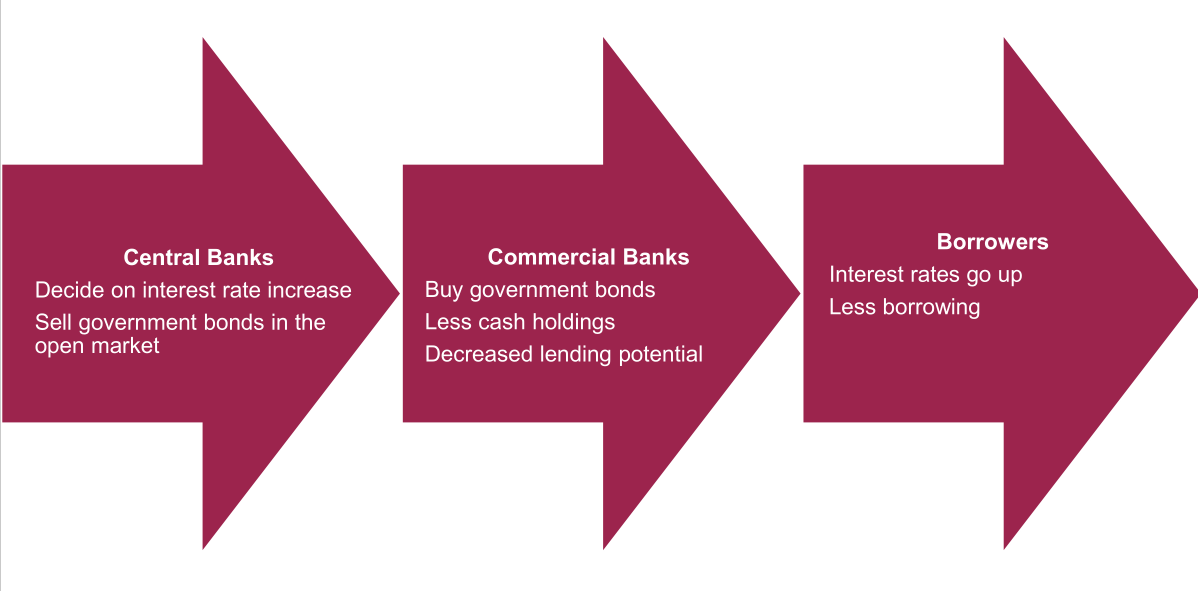 Central Banks
Decide on interest rate increase
Sell government bonds in the
open market
Commercial Banks
Buy government bonds
Less cash holdings
Decreased lending potential
Borrowers
Interest rates go up
Less borrowing